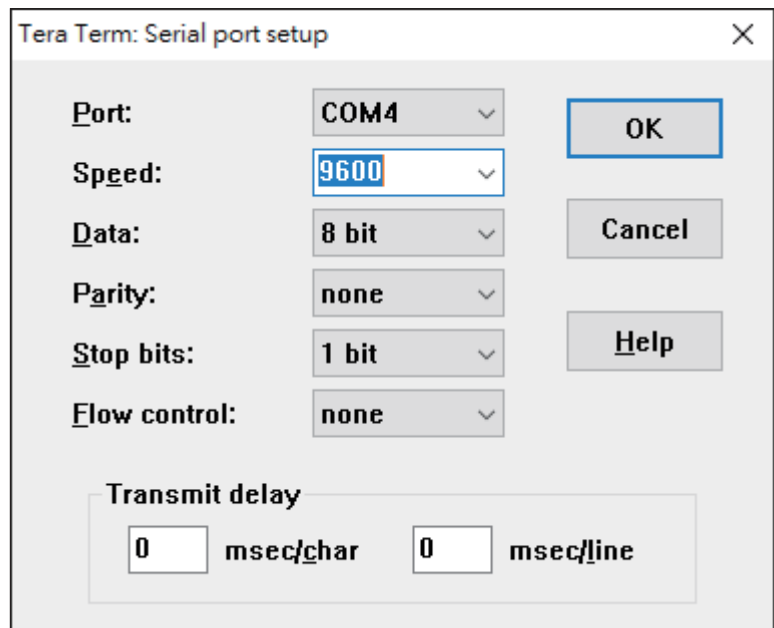 Tera Term: Serial port setup
Port: COM4 OK
Speed: 9600
Data: 8 bit Cancel
Parity: none
Stop bits: 1 bit Help
Flow control: none
Transmit delay
0 msec/char 0 msec/line